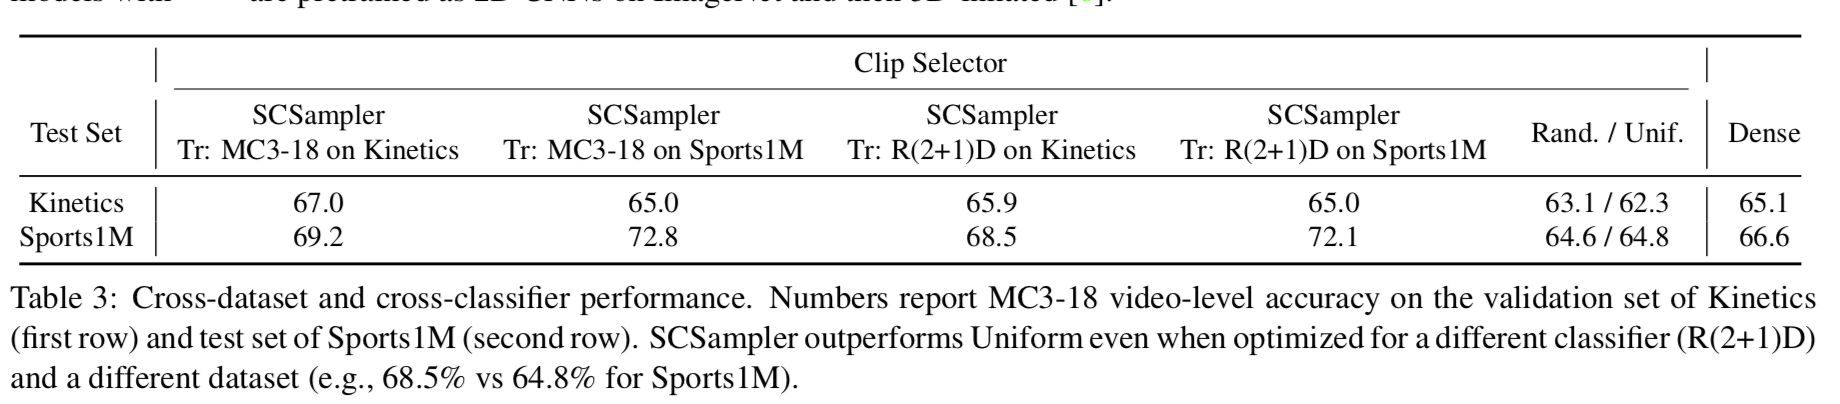 Clip Selector
Test Set
SCSampler
Tr: MC3-18 on Kinetics
SCSampler
Tr: MC3-18 on Sports1M
SCSampler
Tr: R(2+1)D on Kinetics
SCSampler
Tr: R(2+1)D on Sports1M
Rand. / Unif.
Dense
Kinetics 67.0 65.0 65.9 65.0 63.1 / 62.3 65.1
Sports1M 69.2 72.8 68.5 72.1 64.6 / 64.8 66.6
Table 3: Cross-dataset and cross-classifier performance. Numbers report MC3-18 video-level accuracy on the validation set of Kinetics
(first row) and test set of Sports1M (second row). SCSampler outperforms Uniform even when optimized for a different classifier (R(2+1)D)
and a different dataset (e.g., 68.5% vs 64.8% for Sports1M).